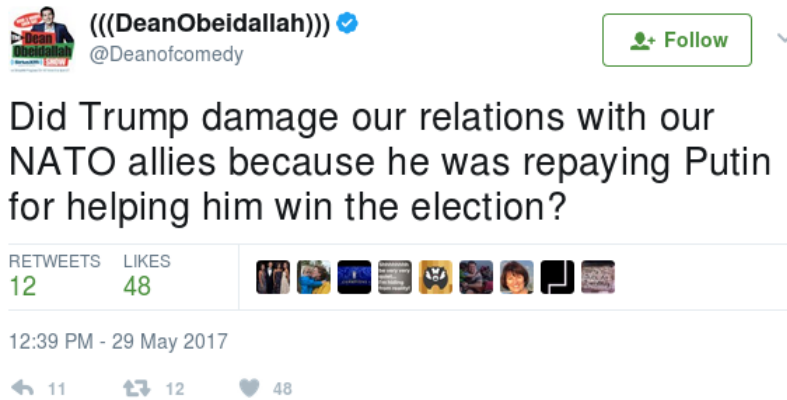 (((DeanObeidallah)))
@Deanofcomedy
Follow
Dean
Obeidallah
SHOW
Did Trump damage our relations with our
NATO allies because he was repaying Putin
for helping him win the election?
RETWEETS LIKES
12 48
12:39 PM - 29 May 2017
11 12 48